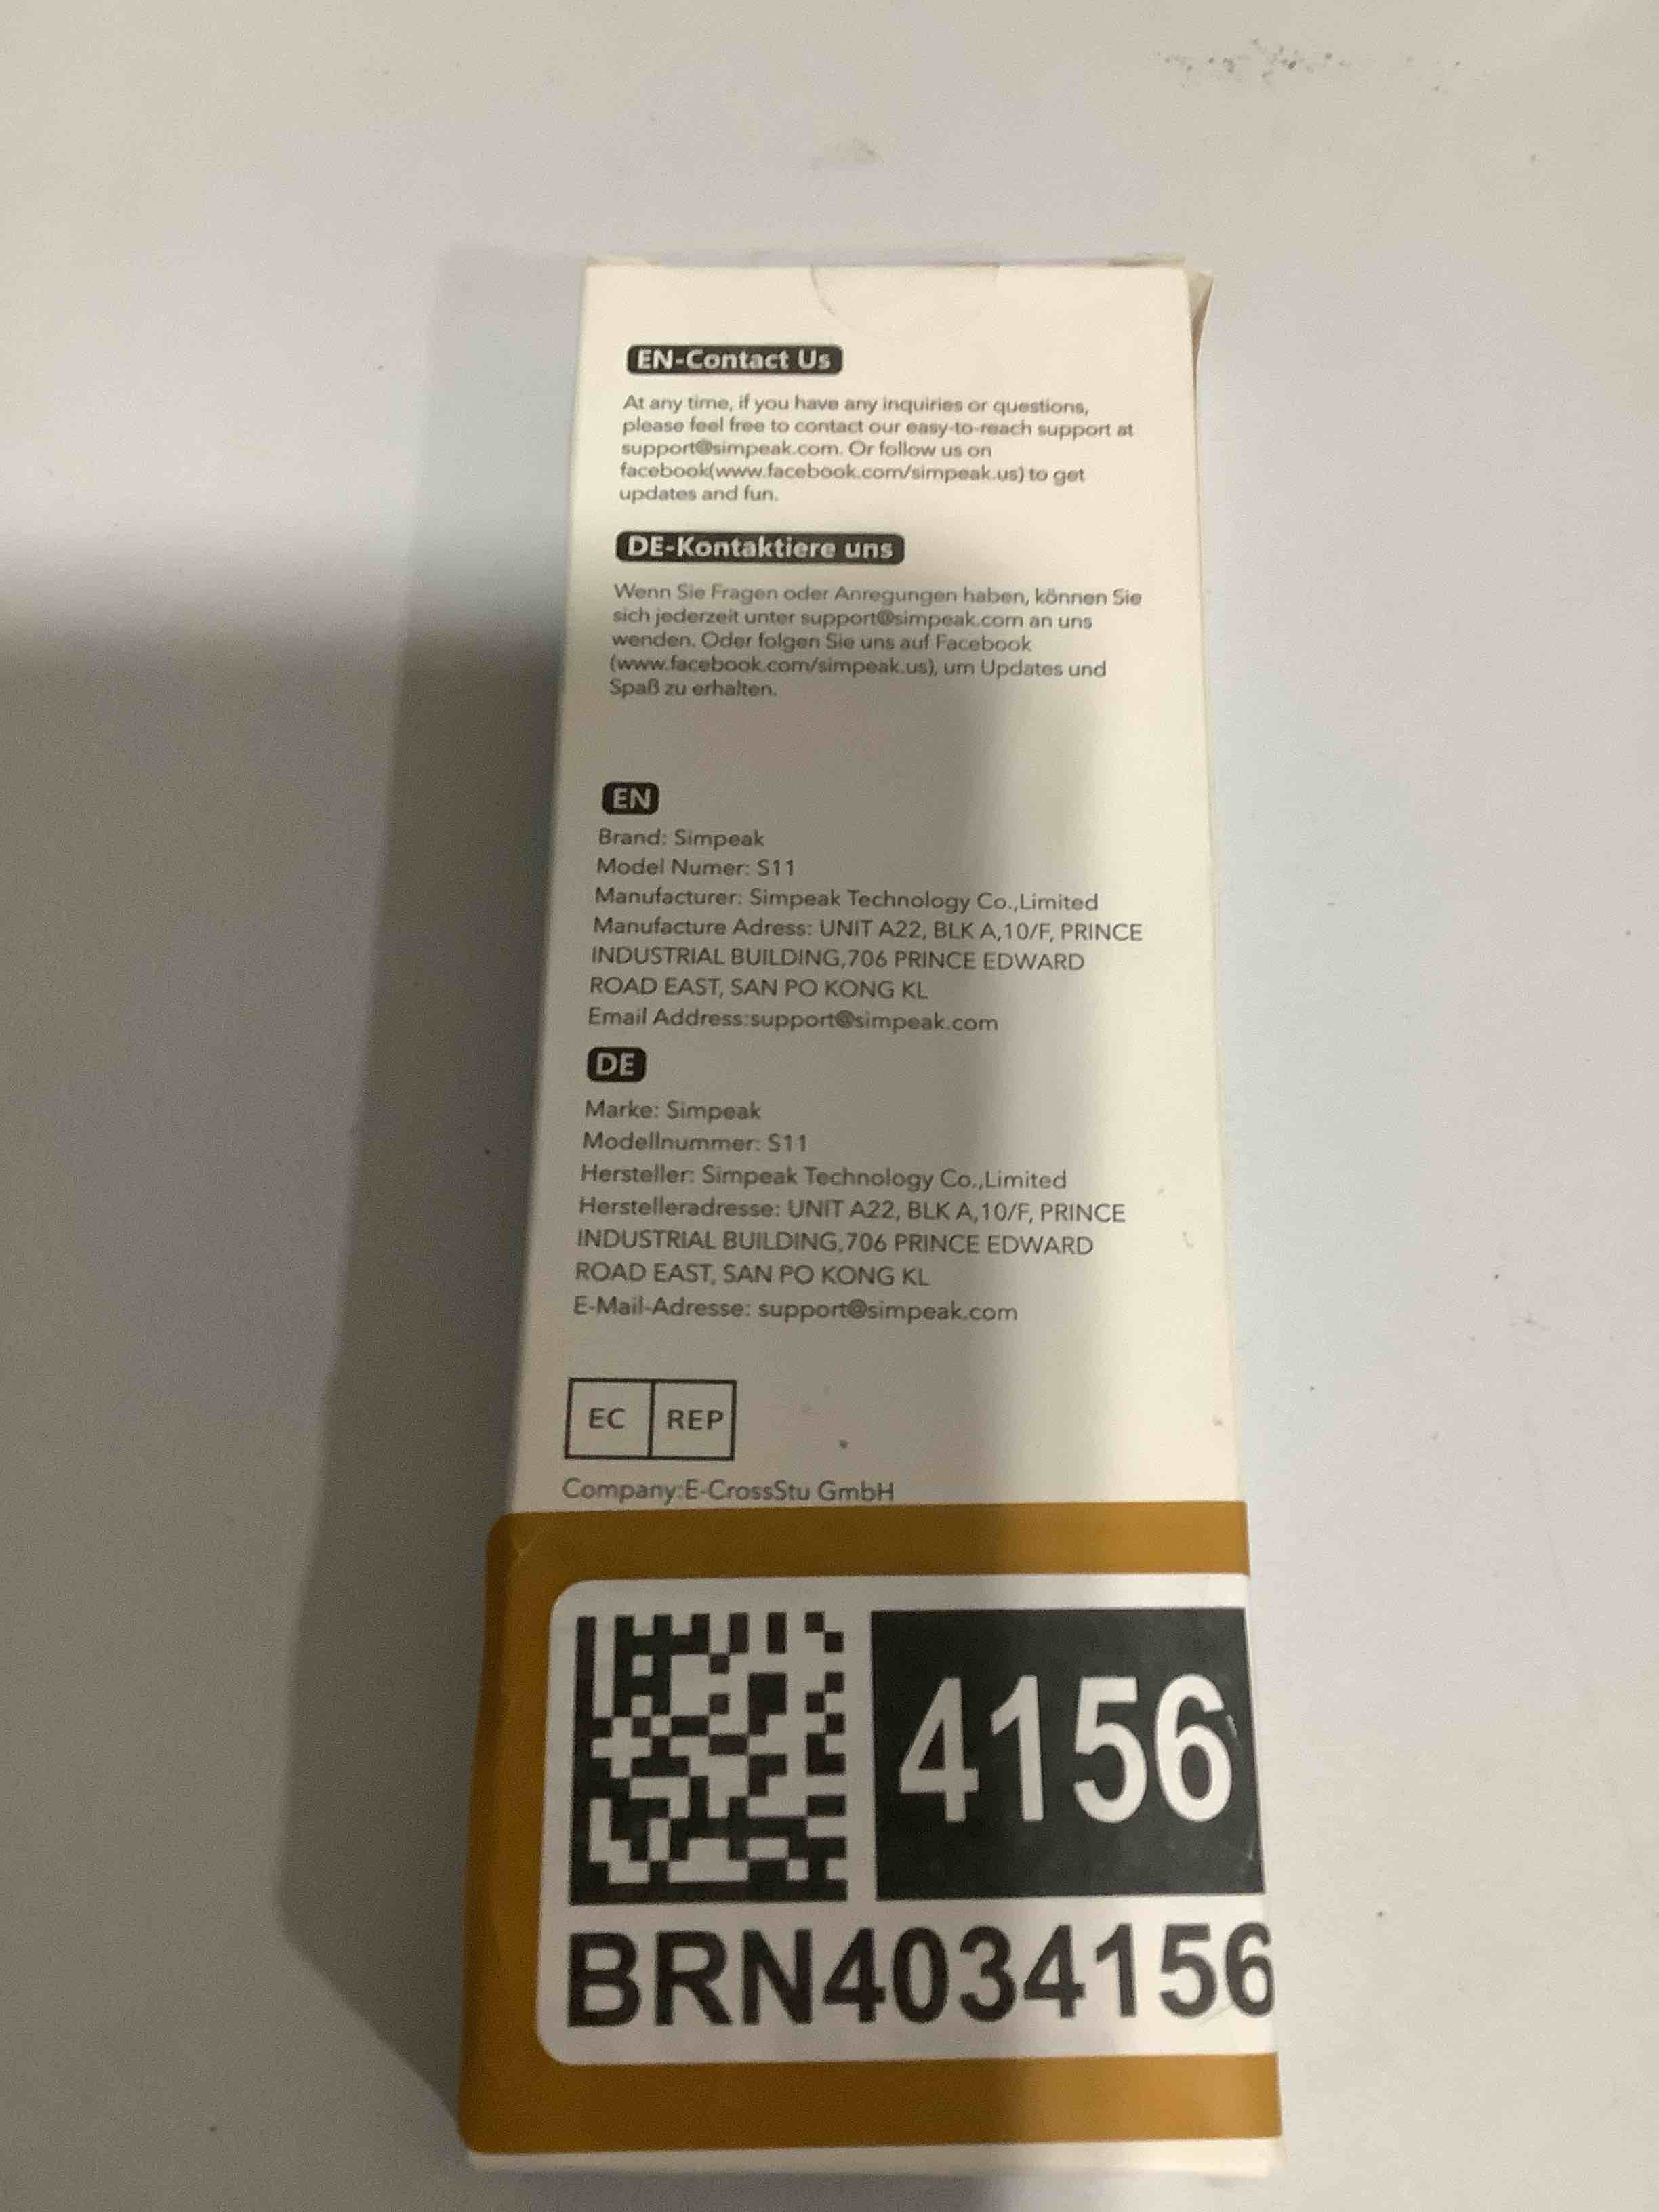 EN-Contact Us
At any time, if you have any inquiries or questions,
please feel free to contact our easy-to-reach support at
support@simpeak.com. Or follow us on
facebook(www.facebook.com/simpeak.us) to get
updates and fun.
DE-Kontaktiere uns
Wenn Sie Fragen oder Anregungen haben, können Sie
sich jederzeit unter support@simpeak.com an uns
wenden. Oder folgen Sie uns auf Facebook
(www.facebook.com/simpeak.us), um Updates und
Spaß zu erhalten.
EN
Brand: Simpeak
Model Numer: S11
Manufacturer: Simpeak Technology Co.,Limited
Manufacture Adress: UNIT A22, BLK A,10/F, PRINCE
INDUSTRIAL BUILDING,706 PRINCE EDWARD
ROAD EAST, SAN PO KONG KL
Email Address:support@simpeak.com
DE
Marke: Simpeak
Modellnummer: S11
Hersteller: Simpeak Technology Co.,Limited
Herstelleradresse: UNIT A22, BLK A,10/F, PRINCE
INDUSTRIAL BUILDING,706 PRINCE EDWARD
ROAD EAST, SAN PO KONG KL
E-Mail-Adresse: support@simpeak.com
EC REP
Company:E-CrossStu GmbH
4156
BRN4034156